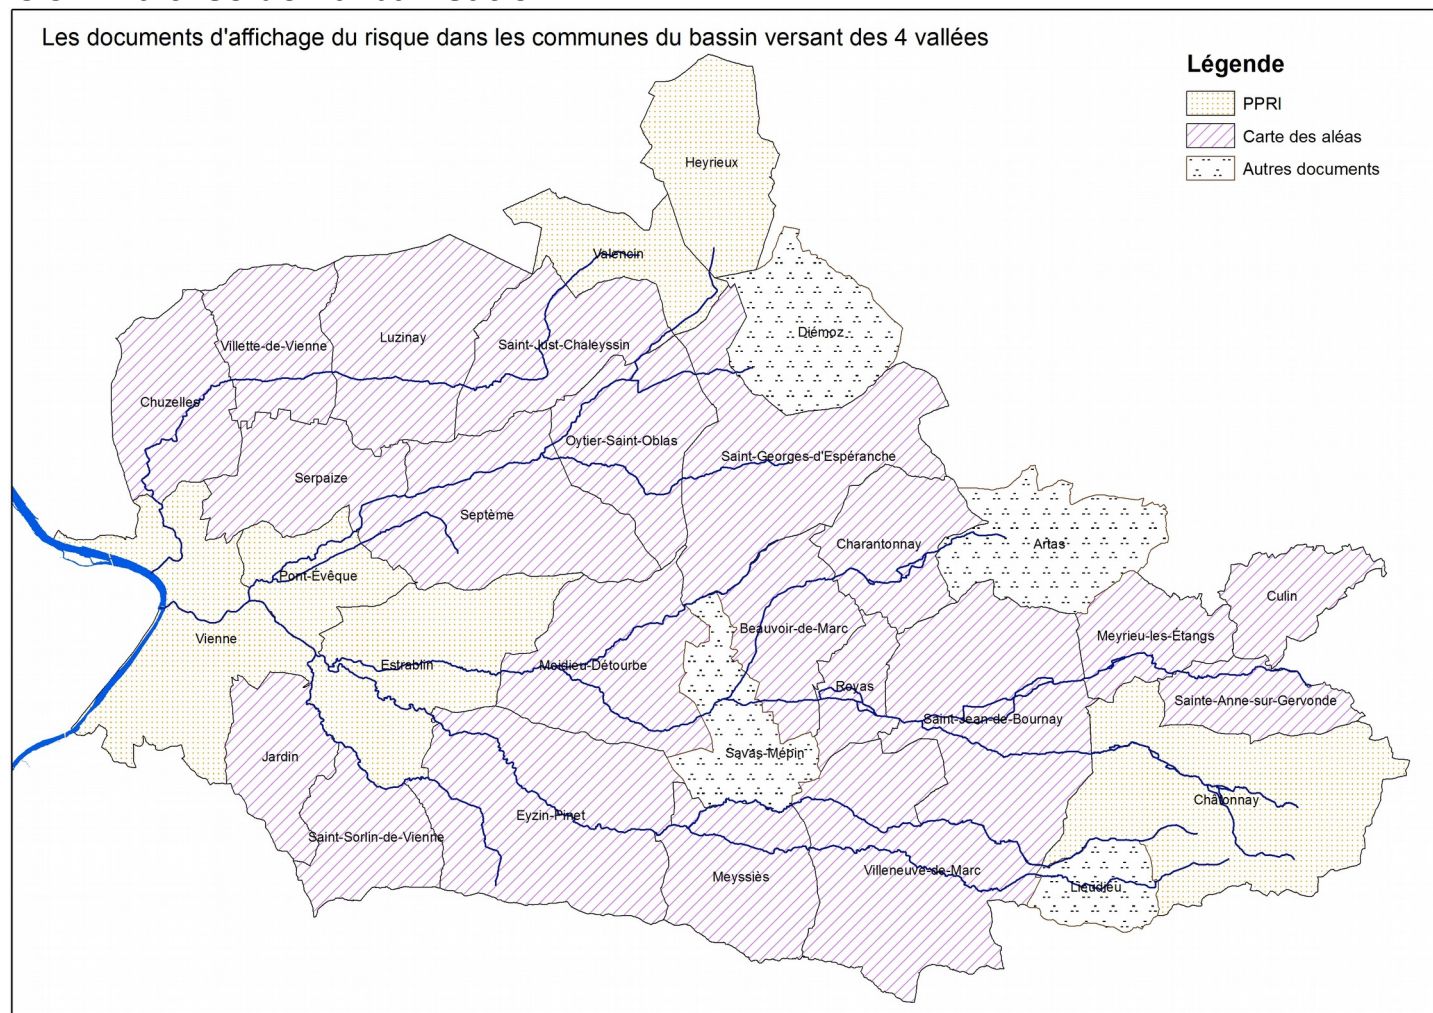 Les documents d'affichage du risque dans les communes du bassin versant des 4 vallées
Légende
PPRI
Carte des aléas
Autres documents
Heyrieux
Valencin
Diémoz
Luzinay
Villette-de-Vienne
Saint-Just-Chaleyssin
Chuzelles
Oytier-Saint-Oblas
Saint-Georges-d'Espéranche
Serpaize
Septème
Charantonnay
Artas
Pont-Évêque
Culin
Vienne
Beauvoir-de-Marc
Meyrieu-les-Étangs
Estrablin
Moidieu-Détourbe
Royas
Sainte-Anne-sur-Gervonde
Saint-Jean-de-Bournay
Jardin
Savas-Mépin
Châtonnay
Eyzin-Pinet
Saint-Sorlin-de-Vienne
Meyssiès
Villeneuve-de-Marc
Lieudieu